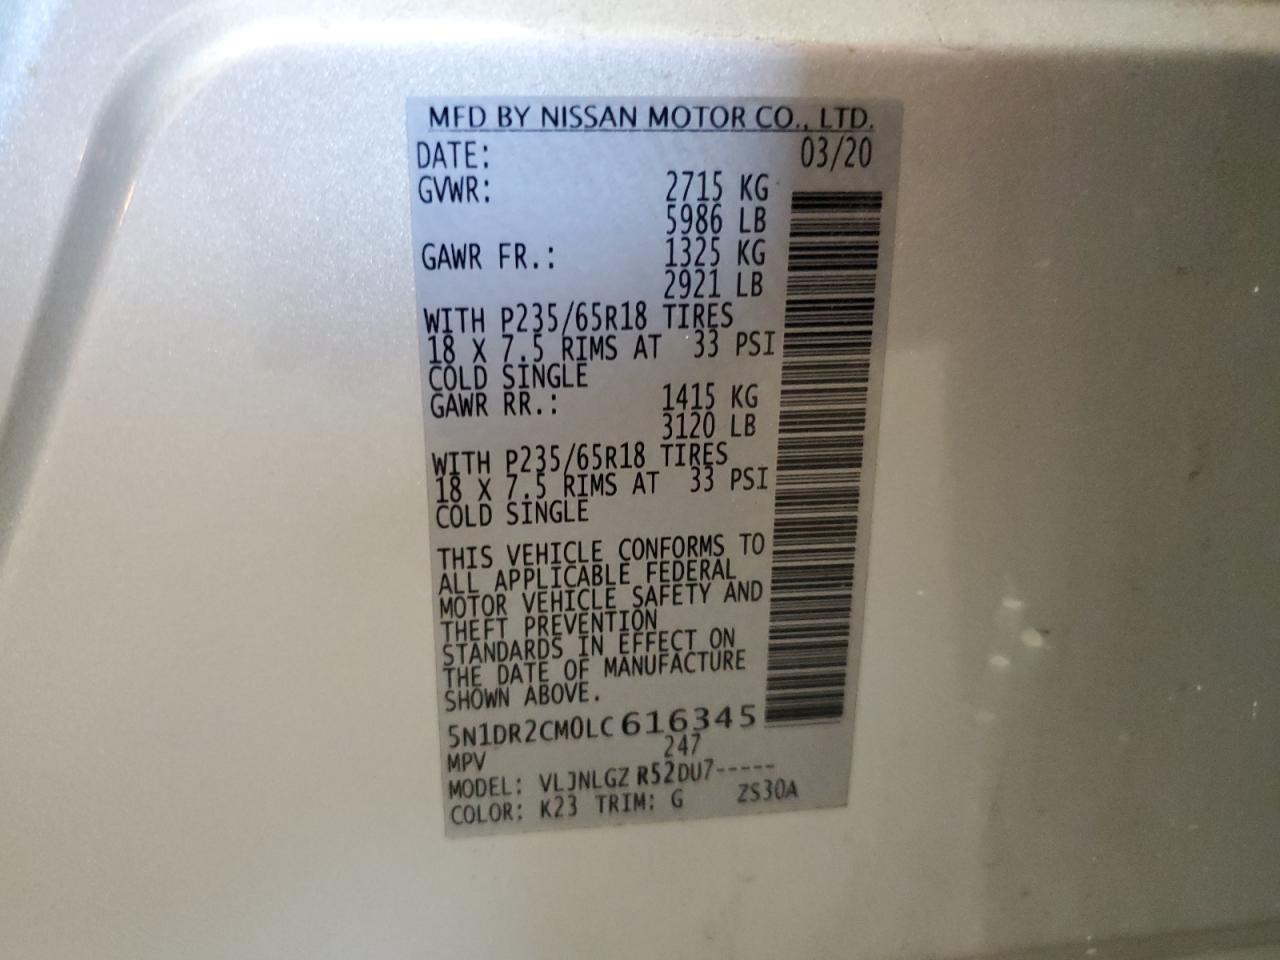 MFD BY NISSAN MOTOR CO., LTD.
DATE: 03/20
GVWR: 2715 KG
5986 LB
GAWR FR.: 1325 KG
2921 LB
WITH P235/65R18 TIRES
18 X 7.5 RIMS AT 33 PSI
COLD SINGLE
GAWR RR.: 1415 KG
3120 LB
WITH P235/65R18 TIRES
18 X 7.5 RIMS AT 33 PSI
COLD SINGLE
THIS VEHICLE CONFORMS TO
ALL APPLICABLE FEDERAL
MOTOR VEHICLE SAFETY AND
THEFT PREVENTION
STANDARDS IN EFFECT ON
THE DATE OF MANUFACTURE
SHOWN ABOVE.
5N1DR2CM0LC616345
MPV 247
MODEL: VLJNLGZ R52DU7-----
COLOR: K23 TRIM: G ZS30A